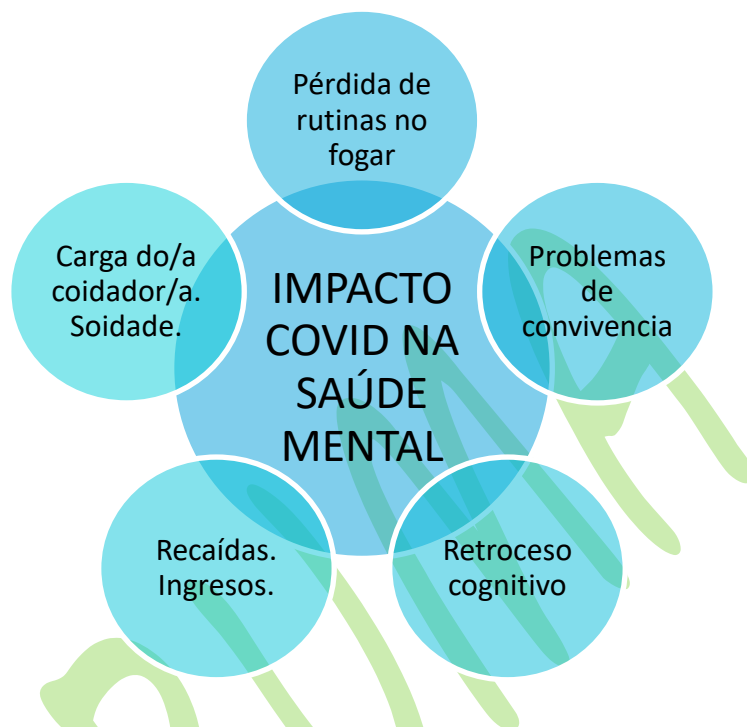 Pérdida de
rutinas no
fogar
Carga do/a
coidador/a.
Soidade.
IMPACTO
COVID NA
SAÚDE
MENTAL
Problemas
de
convivencia
Recaídas.
Ingresos.
Retroceso
cognitivo